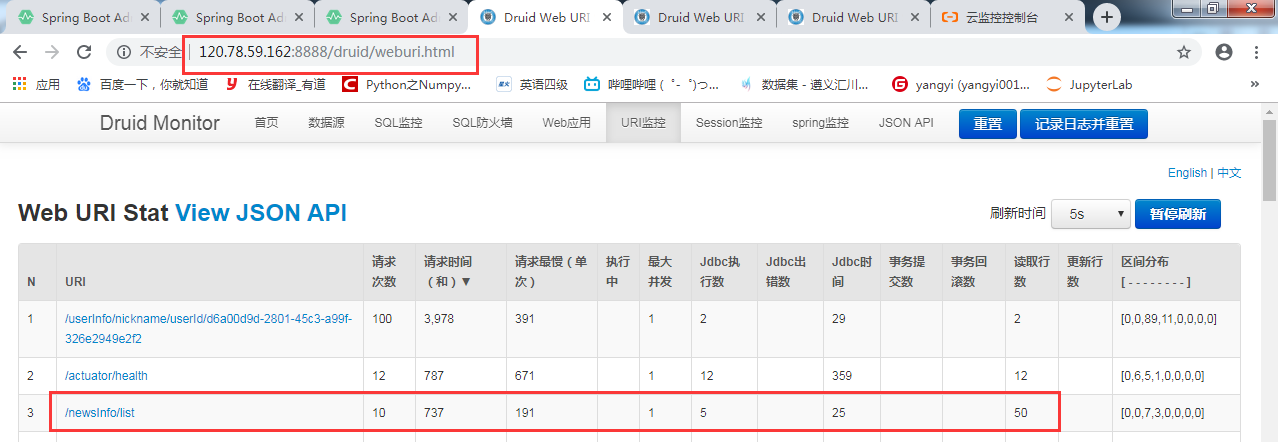 Spring Boot Ad
Spring Boot Ad
Spring Boot Ad
Druid Web URI
Druid Web URI
Druid Web URI
云监控控制台
不安全 | 120.78.59.162:8888/druid/weburi.html
应用
百度一下，你就知道
在线翻译_有道
Python之Numpy...
英语四级
哔哩哔哩 ( ゜- ゜)つ...
数据集 - 遵义汇川...
yangyi (yangyi001...
JupyterLab
»
Druid Monitor 首页 数据源 SQL监控 SQL防火墙 Web应用 URI监控 Session监控 spring监控 JSON API 重置 记录日志并重置
English | 中文
Web URI Stat View JSON API 刷新时间 5s 暂停刷新
N URI 请求次数 请求时间（和）▼ 请求最慢（单次） 执行中 最大并发 Jdbc执行数 Jdbc出错数 Jdbc时间 事务提交数 事务回滚数 读取行数 更新行数 区间分布 [ - - - - - - - - ]
1 /userInfo/nickname/userId/d6a00d9d-2801-45c3-a99f-326e2949e2f2 100 3,978 391 1 2 29 2 [0,0,89,11,0,0,0,0]
2 /actuator/health 12 787 671 1 12 359 12 [0,6,5,1,0,0,0,0]
3 /newsInfo/list 10 737 191 1 5 25 50 [0,0,7,3,0,0,0,0]